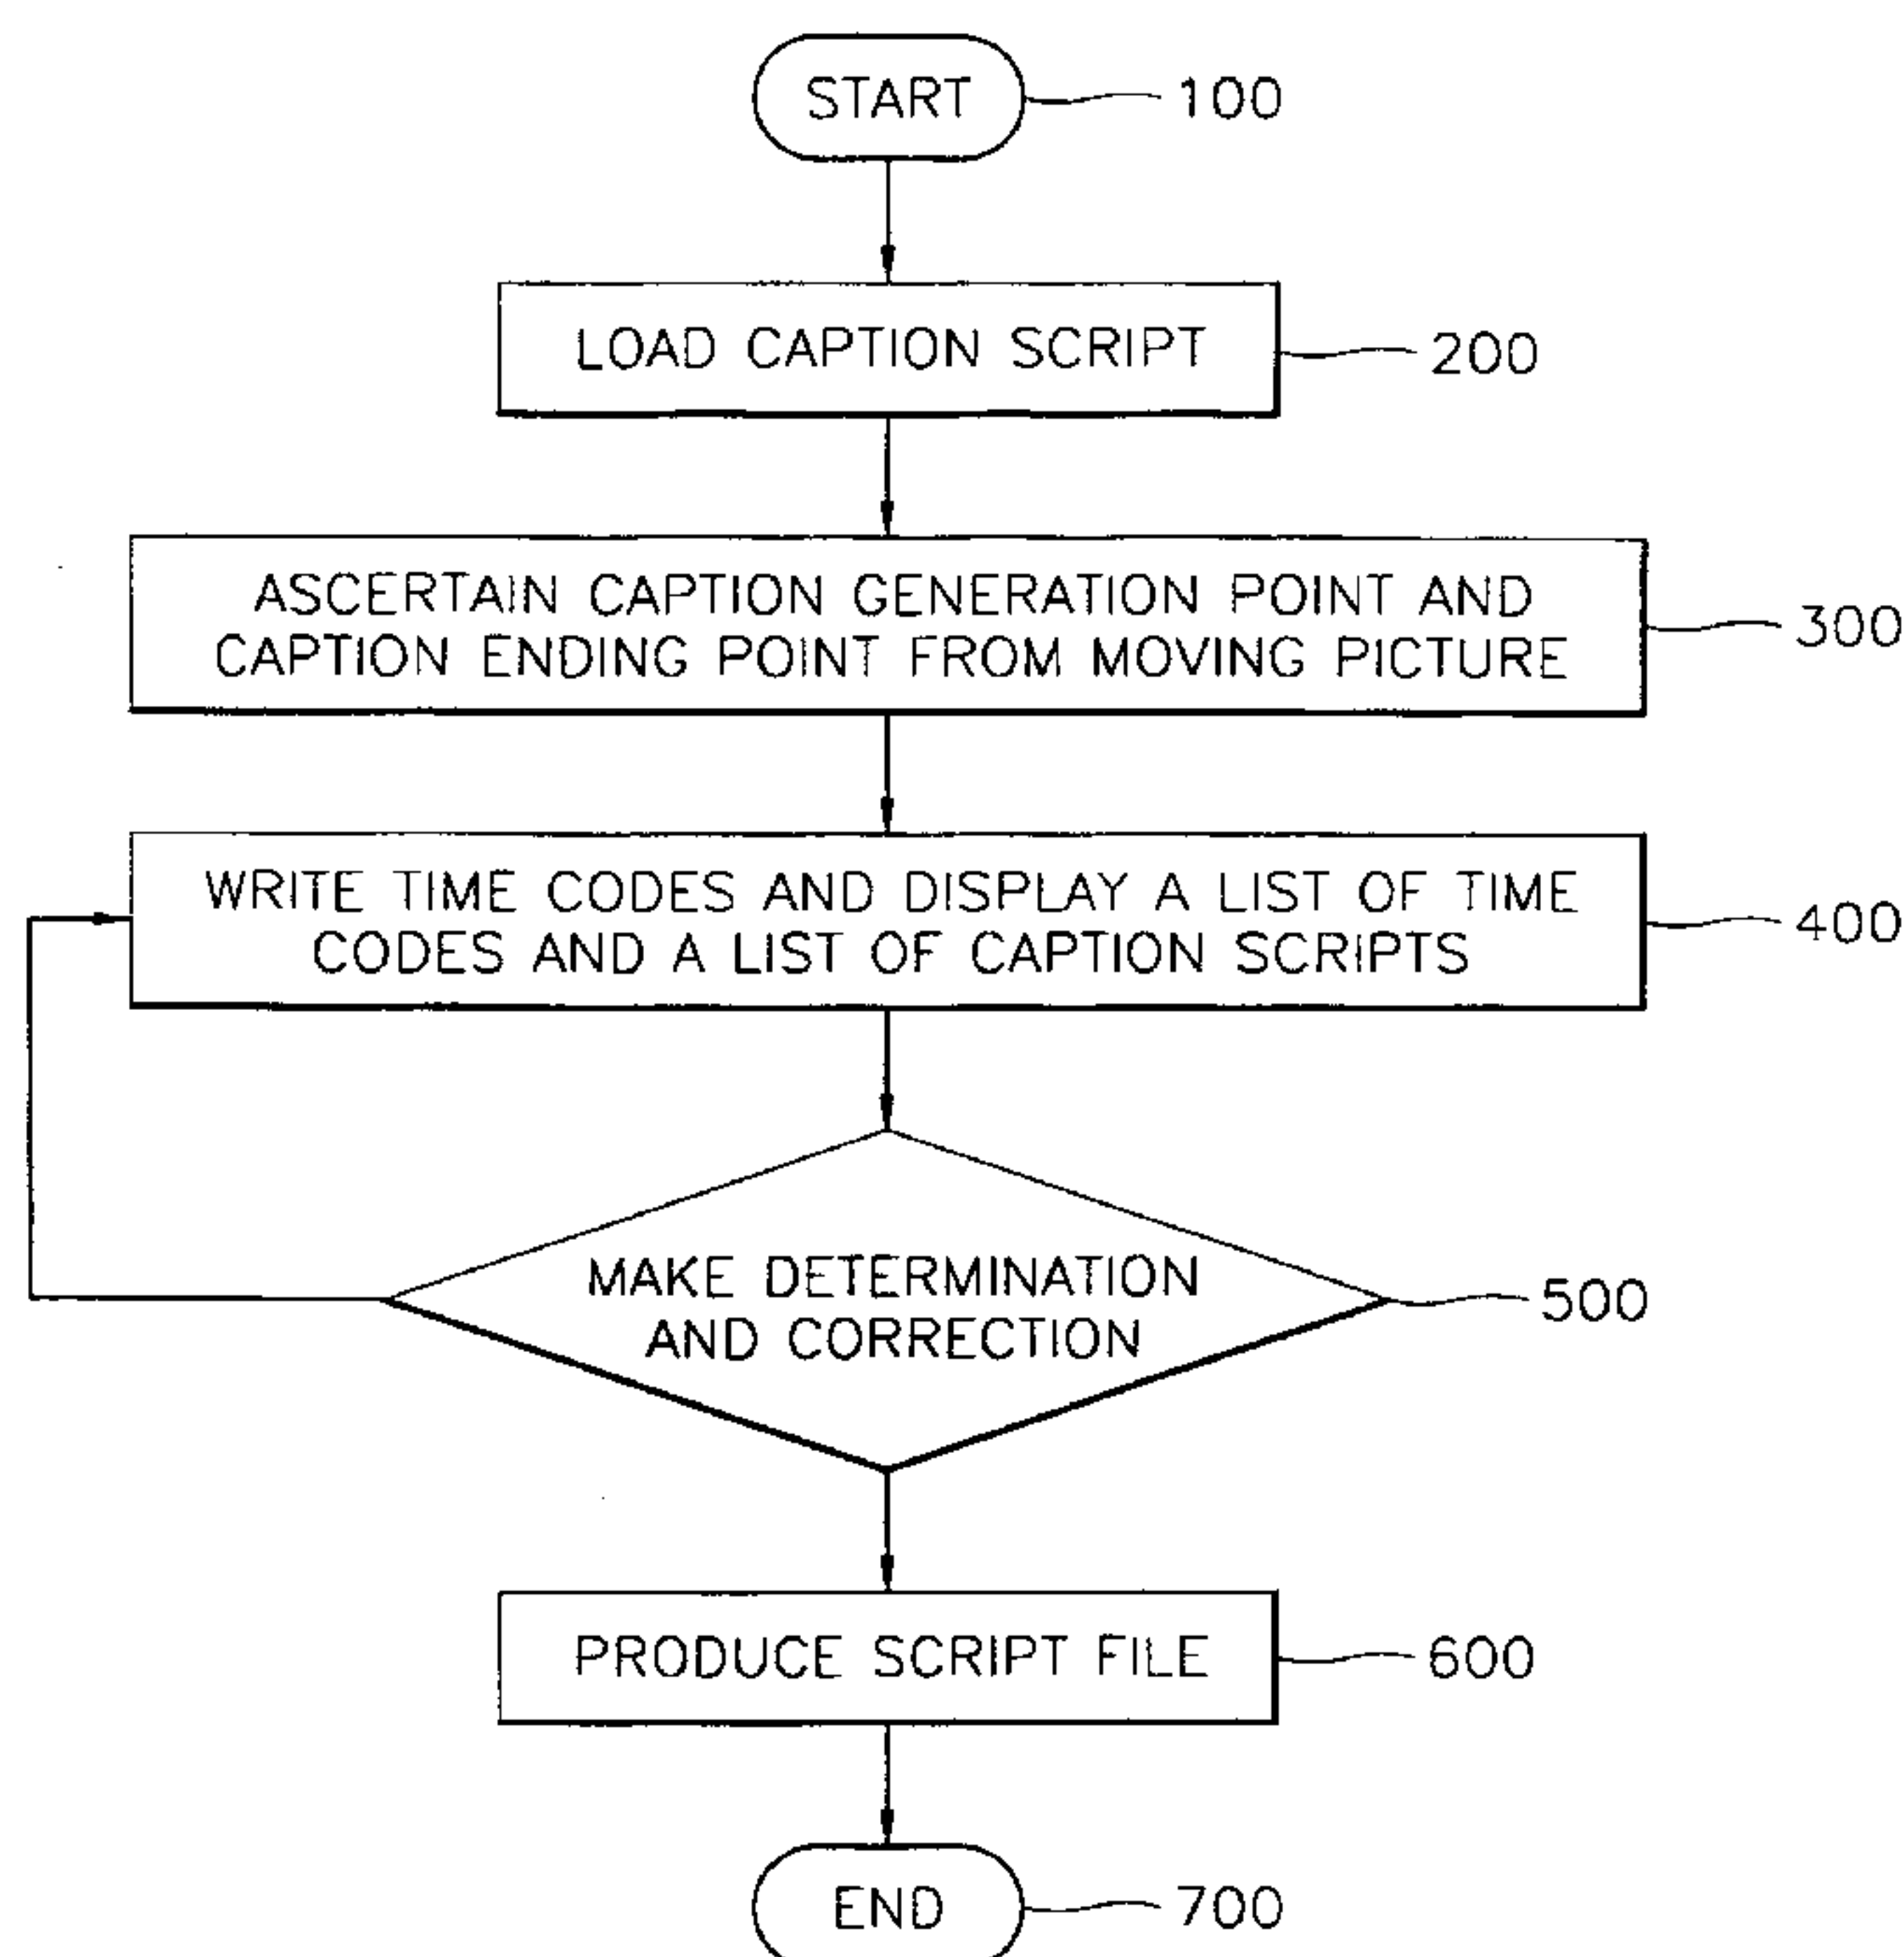 START
100
LOAD CAPTION SCRIPT
200
ASCERTAIN CAPTION GENERATION POINT AND
CAPTION ENDING POINT FROM MOVING PICTURE
300
WRITE TIME CODES AND DISPLAY A LIST OF TIME
CODES AND A LIST OF CAPTION SCRIPTS
400
MAKE DETERMINATION
AND CORRECTION
500
PRODUCE SCRIPT FILE
600
END
700